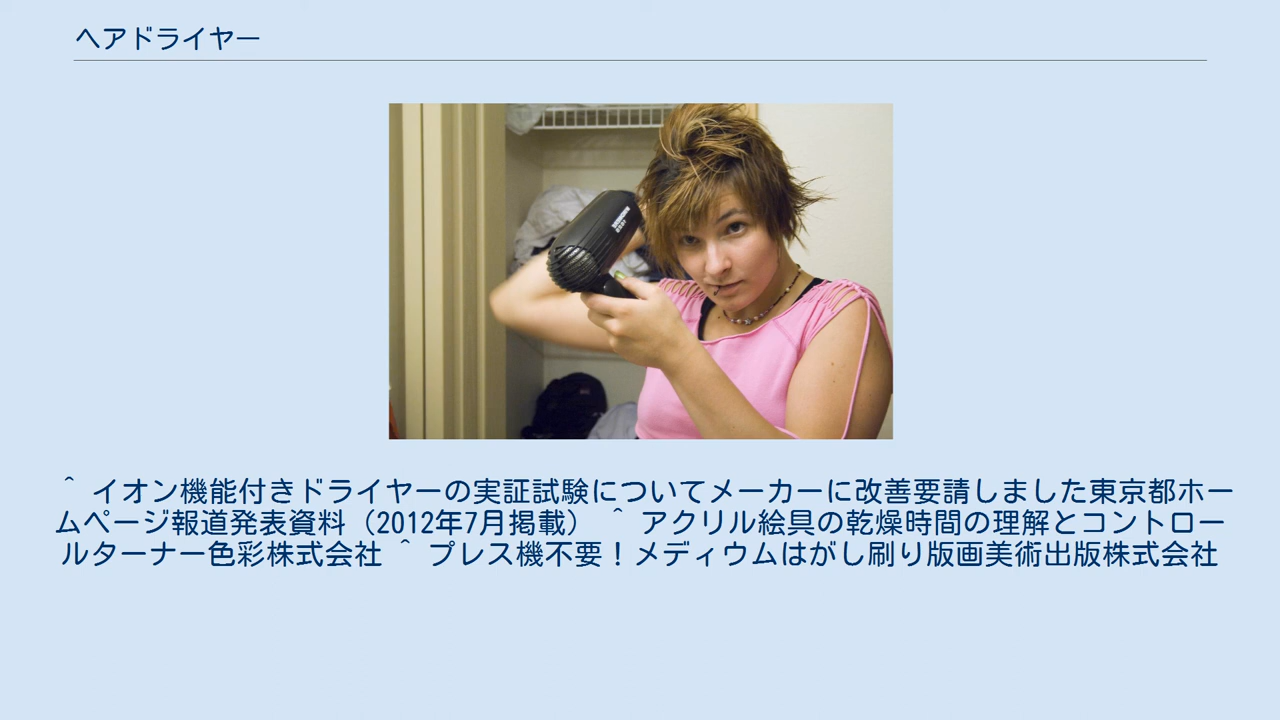 ヘアドライヤー
^ イオン機能付きドライヤーの実証試験についてメーカーに改善要請しました東京都ホー
ムページ報道発表資料（2012年7月掲載） ^ アクリル絵具の乾燥時間の理解とコントロー
ルターナー色彩株式会社 ^ プレス機不要！メディウムはがし刷り版画美術出版株式会社